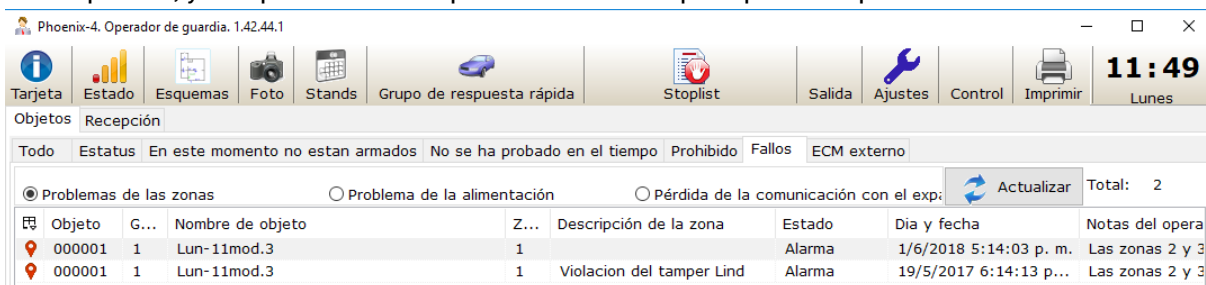 Phoenix-4. Operador de guardia. 1.42.44.1
Tarjeta Estado Esquemas Foto Stands Grupo de respuesta rápida Stoplist Salida Ajustes Control Imprimir 11:49 Lunes
Objetos Recepción
Todo Estatus En este momento no estan armados No se ha probado en el tiempo Prohibido Fallos ECM externo
Problemas de las zonas Problema de la alimentación Pérdida de la comunicación con el expa Actualizar Total: 2
Objeto G... Nombre de objeto Z... Descripción de la zona Estado Dia y fecha Notas del opera
000001 1 Lun-11mod.3 1 Alarma 1/6/2018 5:14:03 p. m. Las zonas 2 y 3
000001 1 Lun-11mod.3 1 Violacion del tamper Lind Alarma 19/5/2017 6:14:13 p... Las zonas 2 y 3